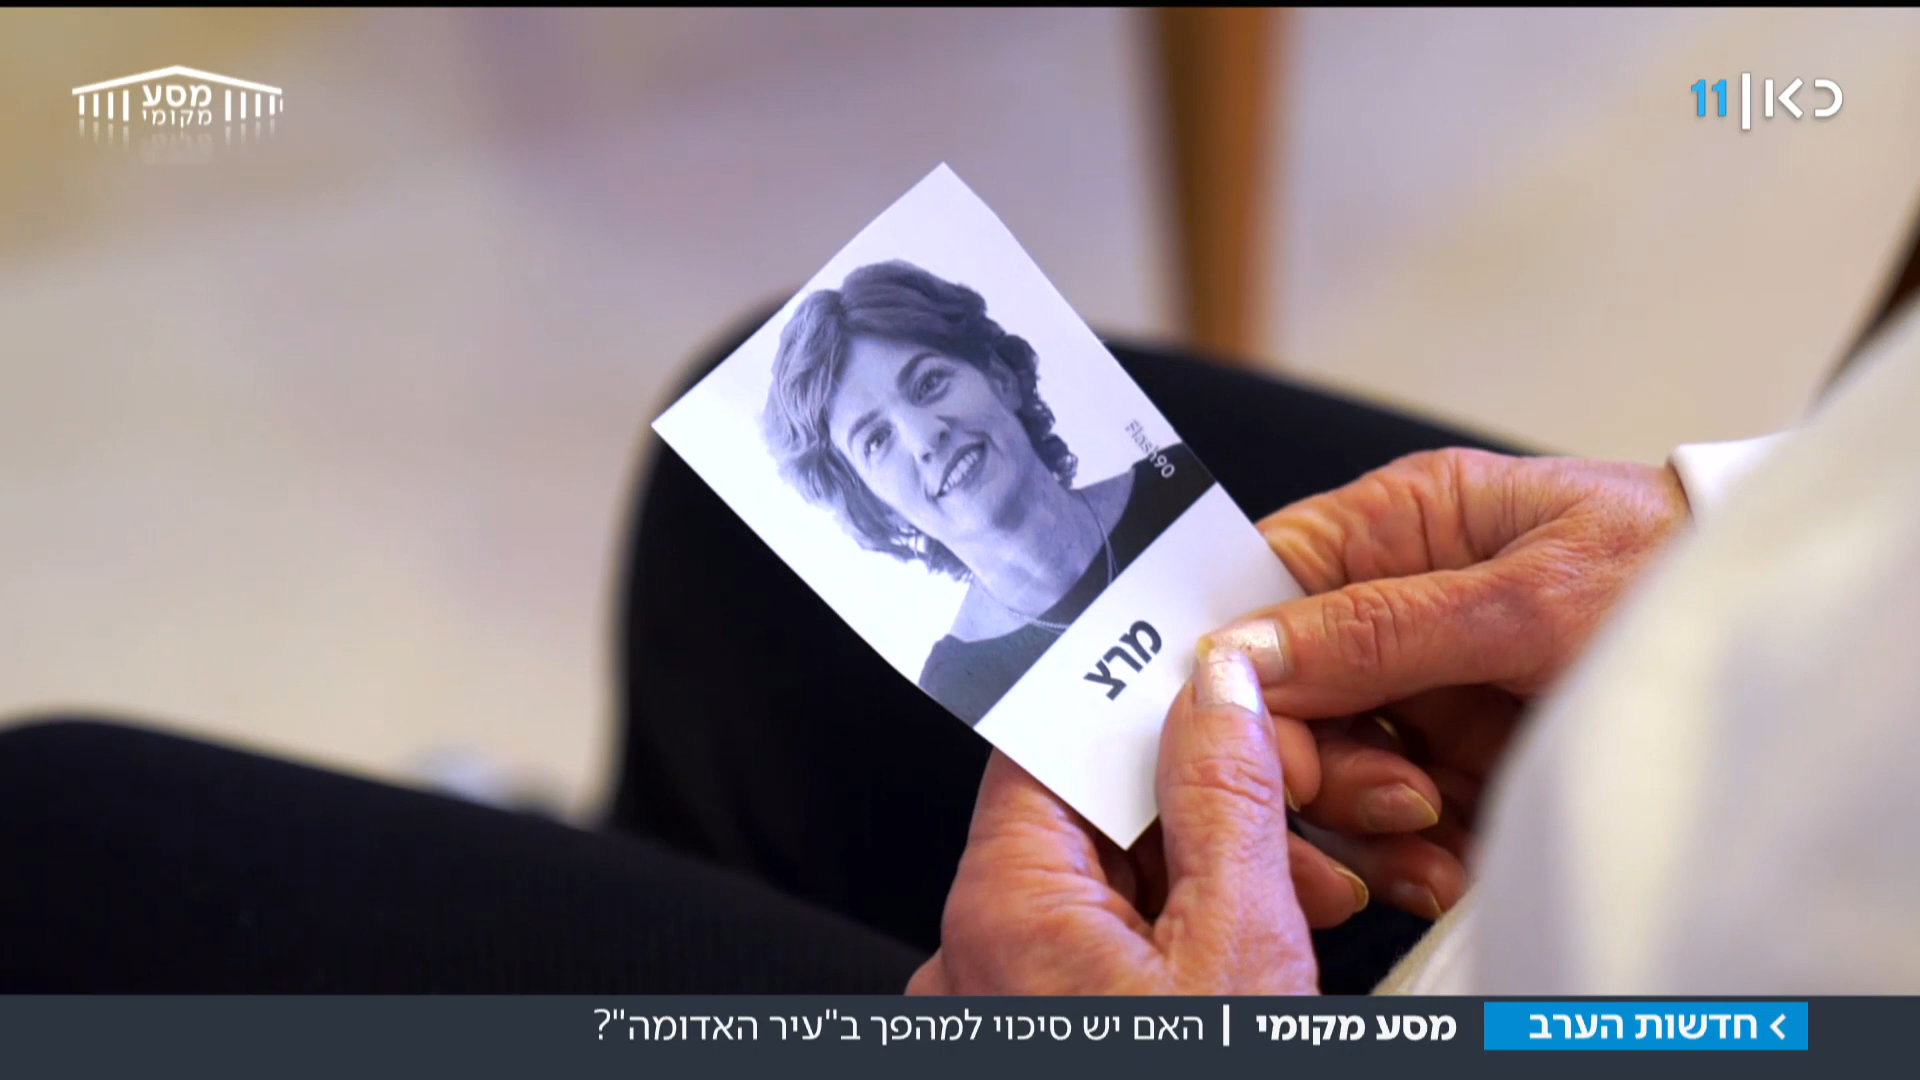 מסע
מקומי
כאן 11
Flash90
מרצ
חדשות הערב
מסע מקומי | האם יש סיכוי למהפך ב"עיר האדומה"?